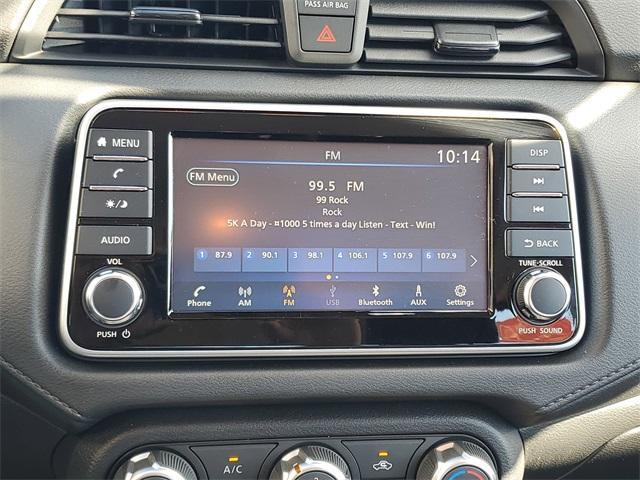 PASS AIR BAG
MENU
FM
10:14
DISP
FM Menu
99.5 FM
99 Rock
Rock
5K A Day - ¤1000 5 times a day Listen - Text - Win!
AUDIO
BACK
1 87.9 2 90.1 3 98.1 4 106.1 5 107.9 6 107.9
VOL
TUNE·SCROLL
Phone AM FM USB Bluetooth AUX Settings
PUSH
PUSH SOUND
A/C